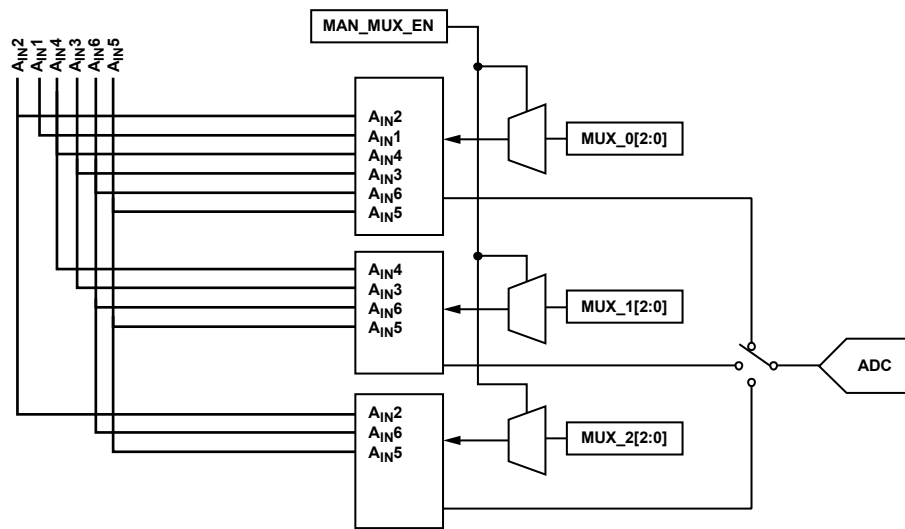 MAN_MUX_EN
AIN2
AIN1
AIN4
AIN3
AIN6
AIN5
AIN2
AIN1
AIN4
AIN3
AIN6
AIN5
MUX_0[2:0]
AIN4
AIN3
AIN6
AIN5
MUX_1[2:0]
ADC
AIN2
AIN6
AIN5
MUX_2[2:0]